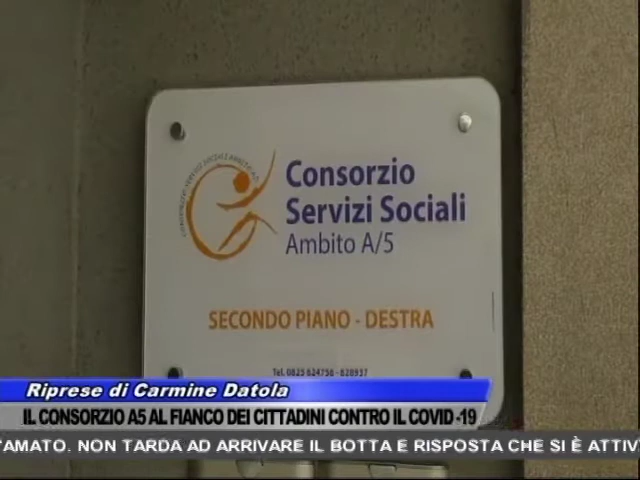 Consorzio
Servizi Sociali
Ambito A/5
SECONDO PIANO - DESTRA
Tel. 0825 624756 - 628937
Riprese di Carmine Datola
IL CONSORZIO A5 AL FIANCO DEI CITTADINI CONTRO IL COVID-19
TAMATO. NON TARDA AD ARRIVARE IL BOTTA E RISPOSTA CHE SI È ATTIV